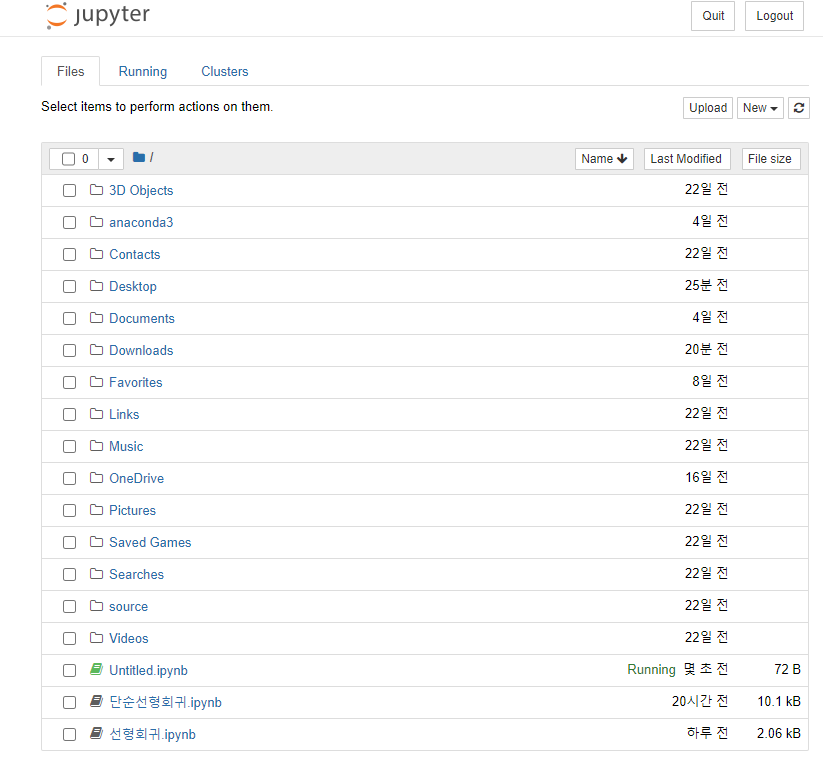 jupyter Quit Logout
Files Running Clusters
Select items to perform actions on them. Upload New
0 / Name Last Modified File size
3D Objects 22일 전
anaconda3 4일 전
Contacts 22일 전
Desktop 25분 전
Documents 4일 전
Downloads 20분 전
Favorites 8일 전
Links 22일 전
Music 22일 전
OneDrive 16일 전
Pictures 22일 전
Saved Games 22일 전
Searches 22일 전
source 22일 전
Videos 22일 전
Untitled.ipynb Running 몇 초 전 72 B
단순선형회귀.ipynb 20시간 전 10.1 kB
선형회귀.ipynb 하루 전 2.06 kB